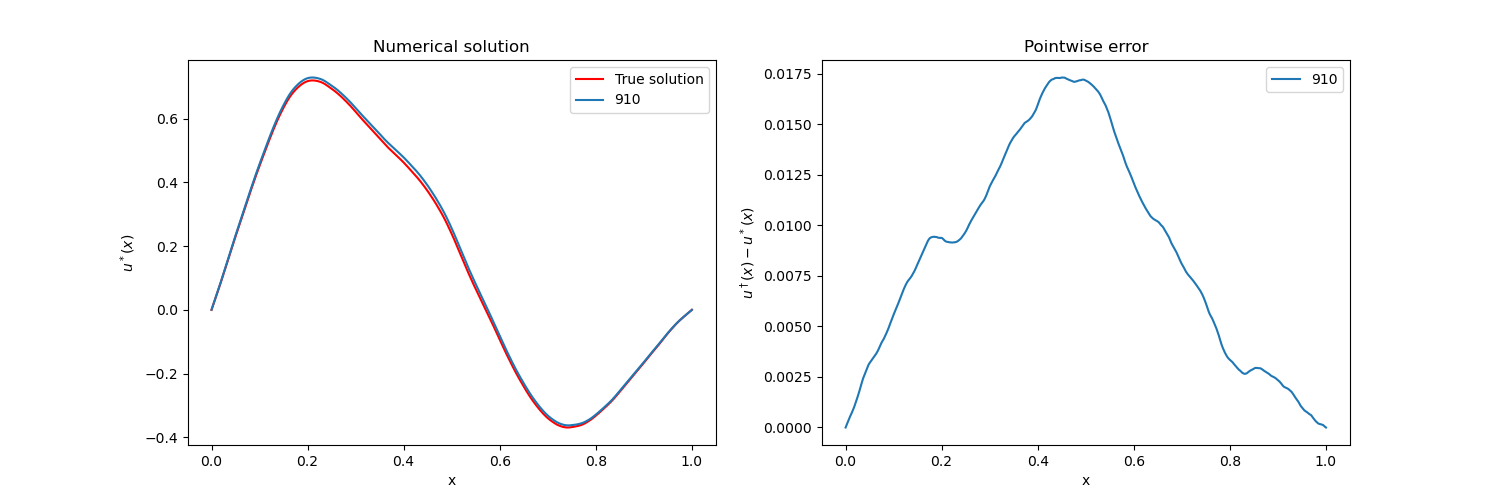 Numerical solution
True solution
910
u*(x)
0.6
0.4
0.2
0.0
−0.2
−0.4
0.0 0.2 0.4 0.6 0.8 1.0
x
Pointwise error
910
u†(x) − u*(x)
0.0175
0.0150
0.0125
0.0100
0.0075
0.0050
0.0025
0.0000
0.0 0.2 0.4 0.6 0.8 1.0
x